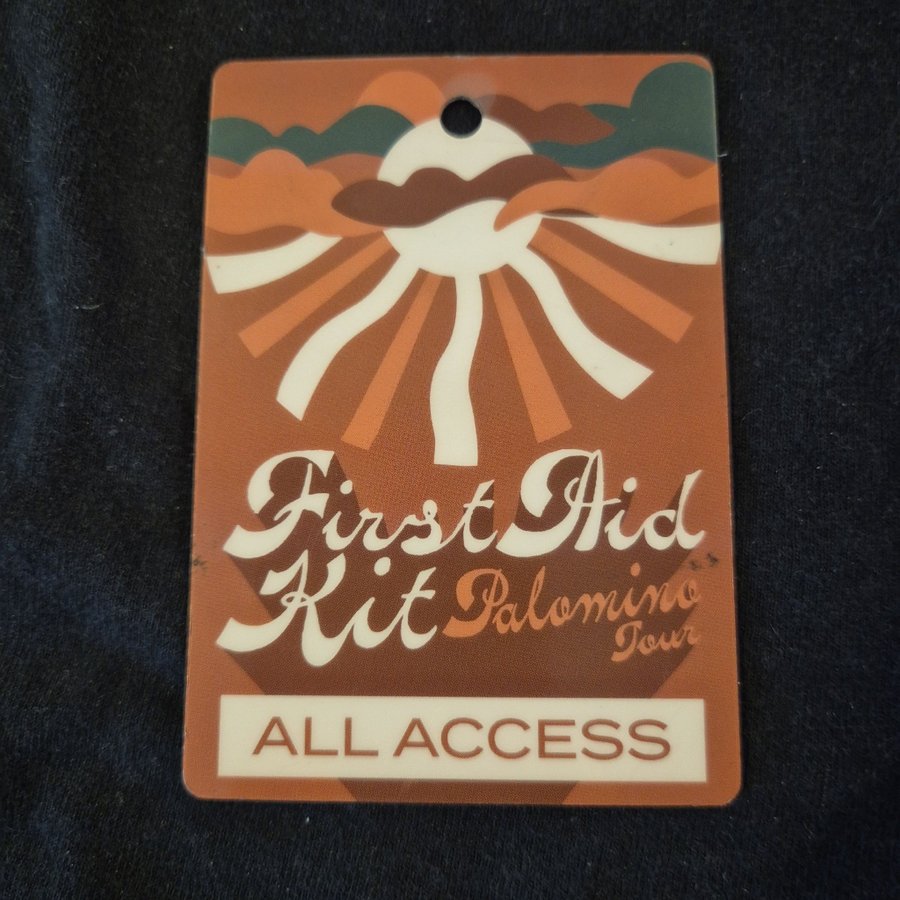 First Aid
Kit Palomino
Tour
ALL ACCESS